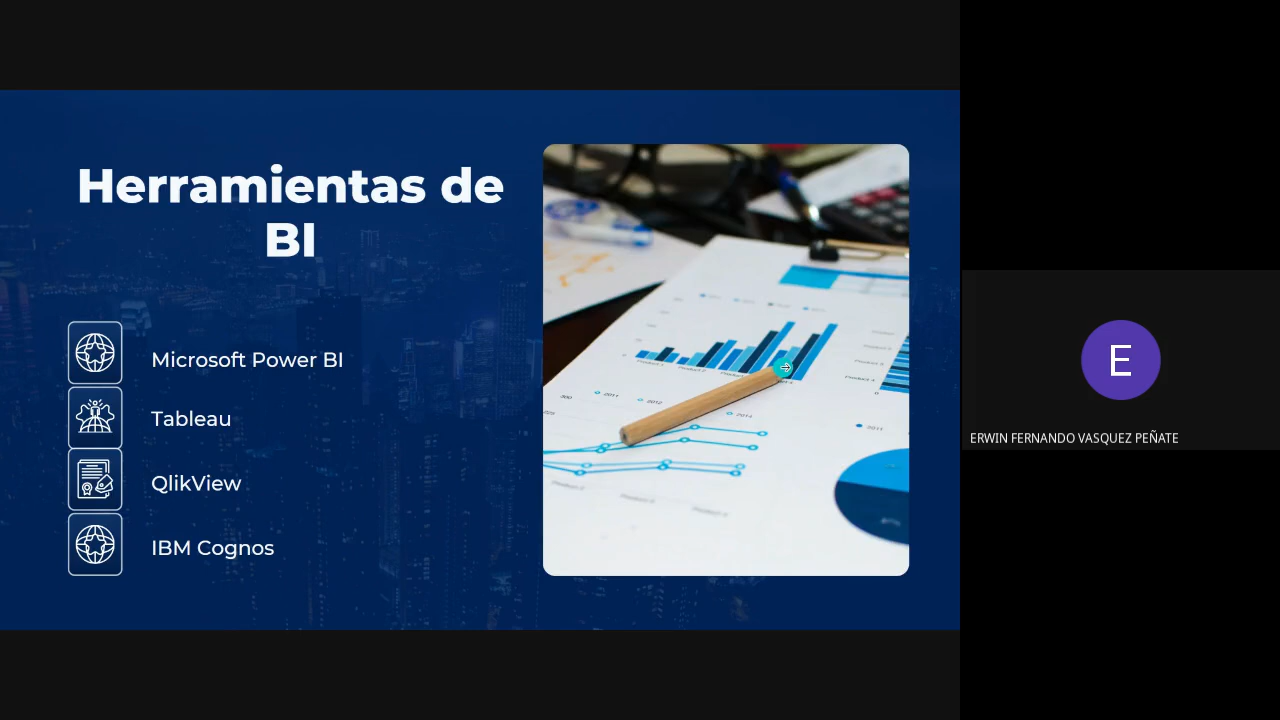 Herramientas de
BI
Microsoft Power BI
Tableau
QlikView
IBM Cognos
E
ERWIN FERNANDO VASQUEZ PEÑATE